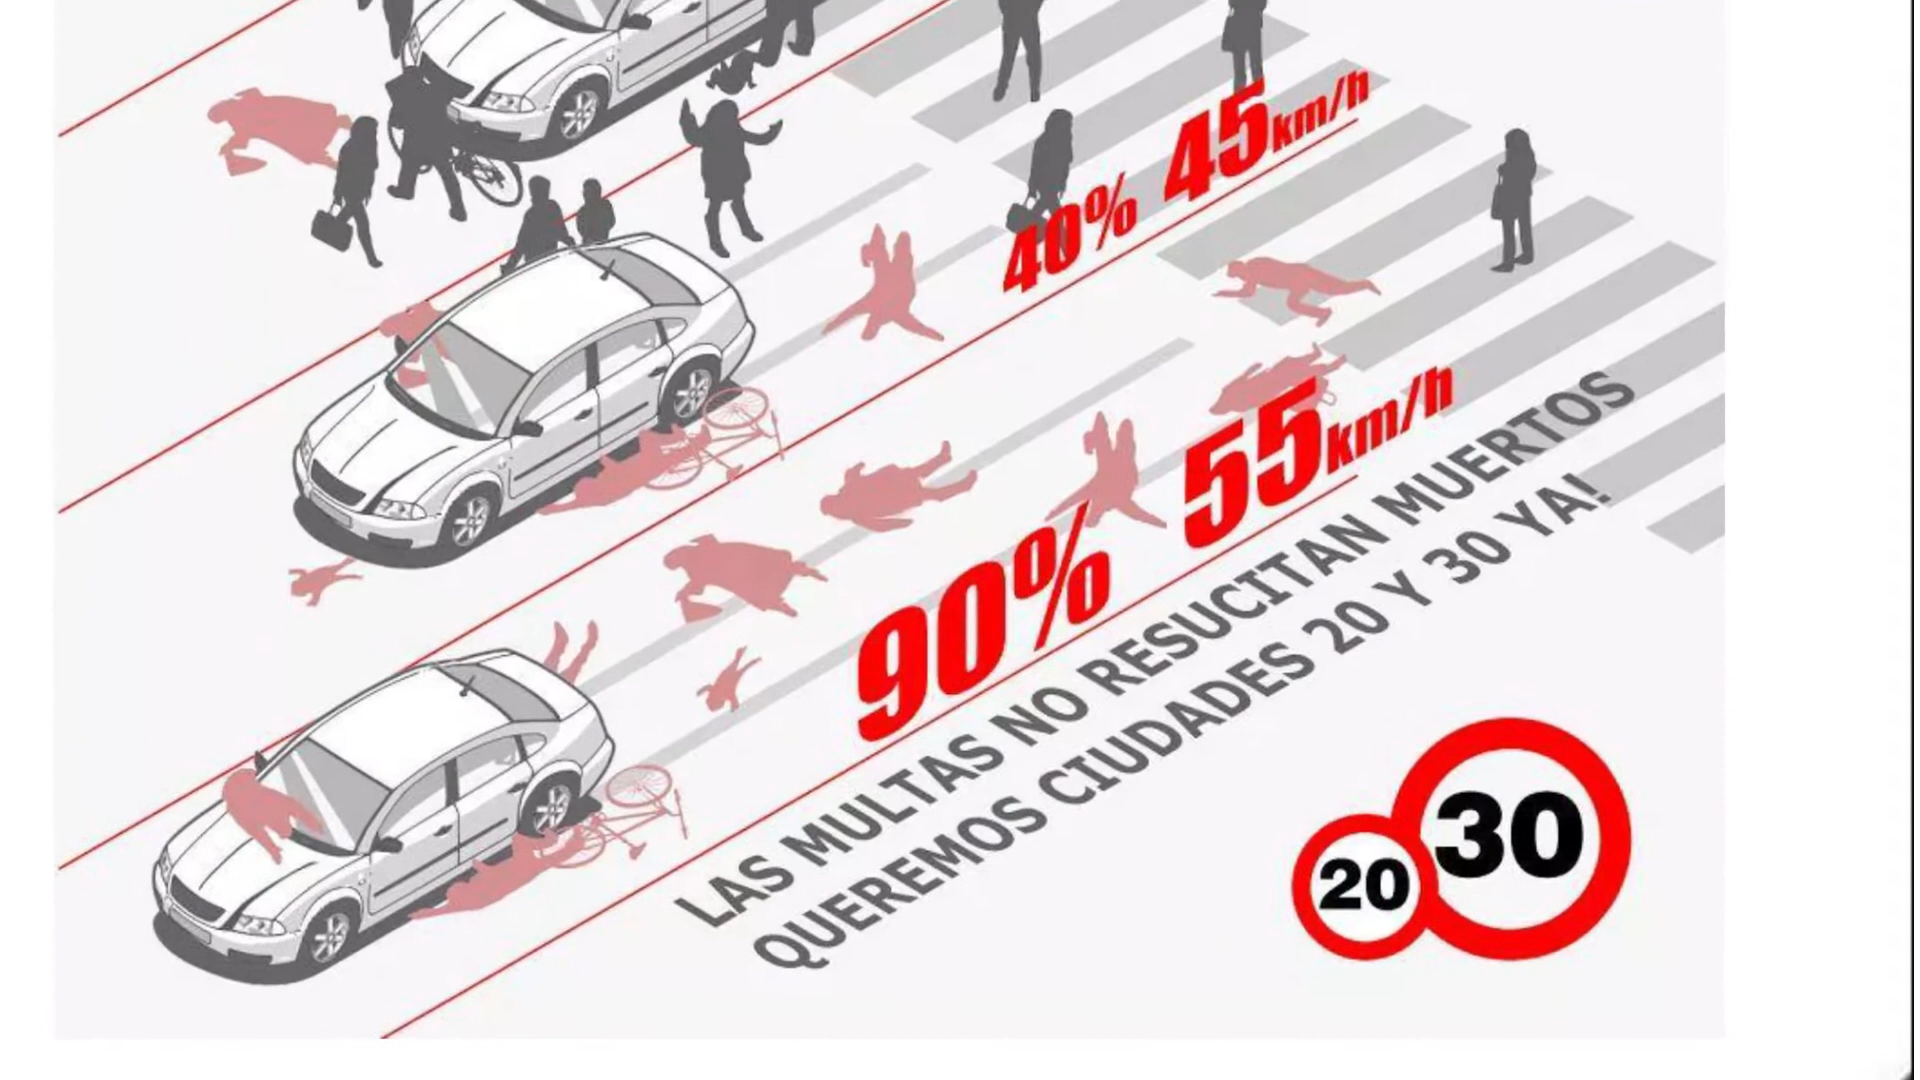 40% 45km/h
90% 55km/h
LAS MULTAS NO RESUCITAN MUERTOS
QUEREMOS CIUDADES 20 Y 30 YA!
20
30